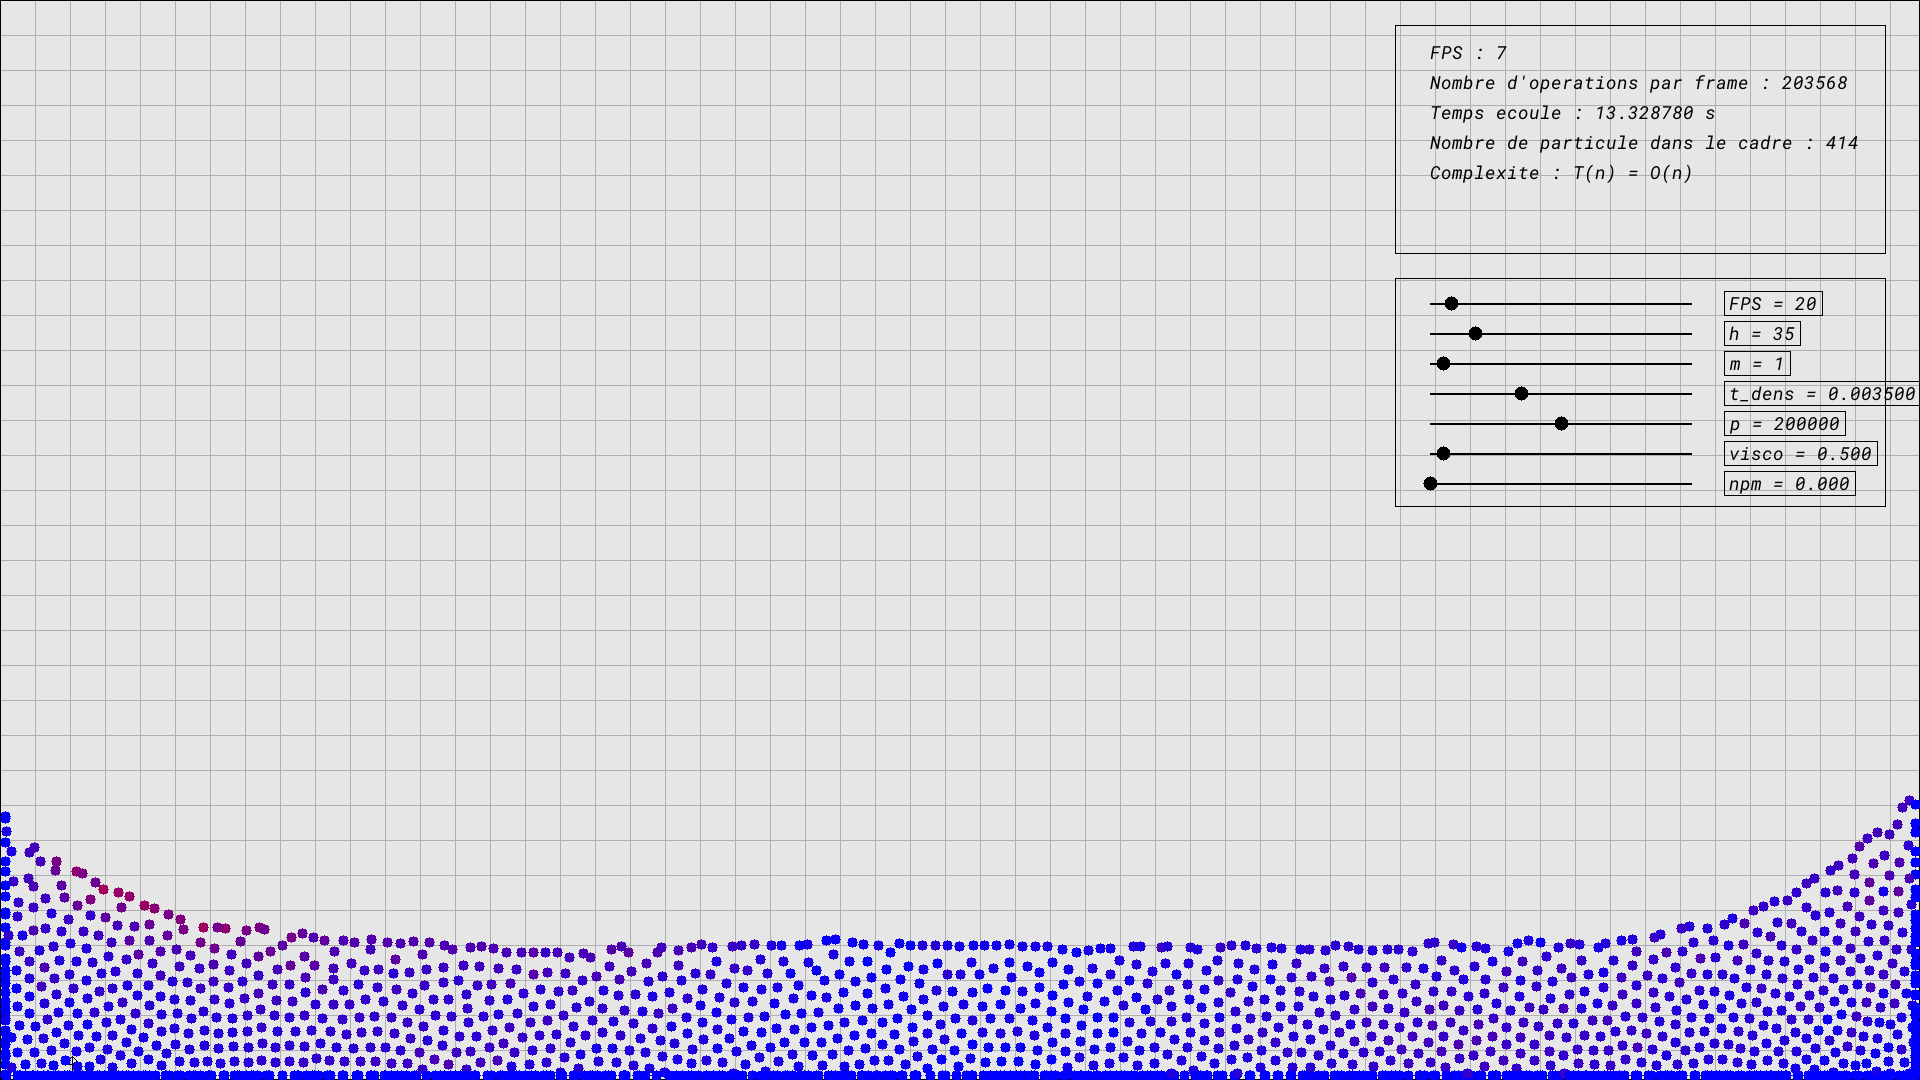 FPS : 7
Nombre d'operations par frame : 203568
Temps ecoule : 13.328780 s
Nombre de particule dans le cadre : 414
Complexite : T(n) = O(n)
FPS = 20
h = 35
m = 1
t_dens = 0.003500
p = 200000
visco = 0.500
npm = 0.000